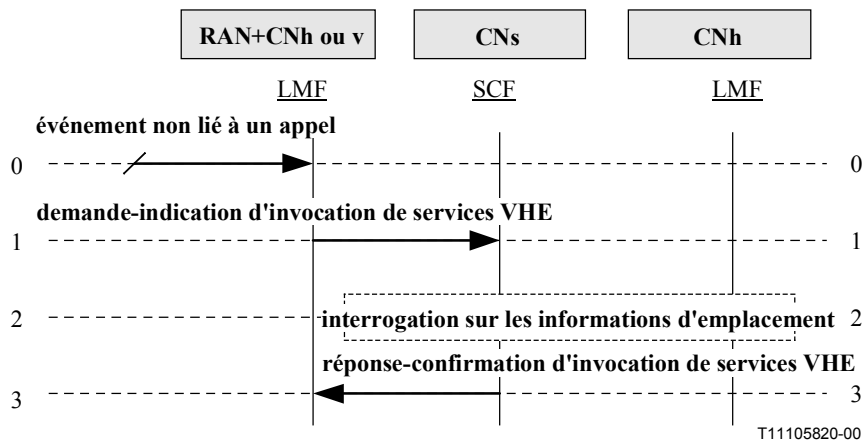 RAN+CNh ou v CNs CNh
LMF SCF LMF
événement non lié à un appel
0 0
demande-indication d'invocation de services VHE
1 1
2 interrogation sur les informations d'emplacement 2
réponse-confirmation d'invocation de services VHE
3 3
T11105820-00